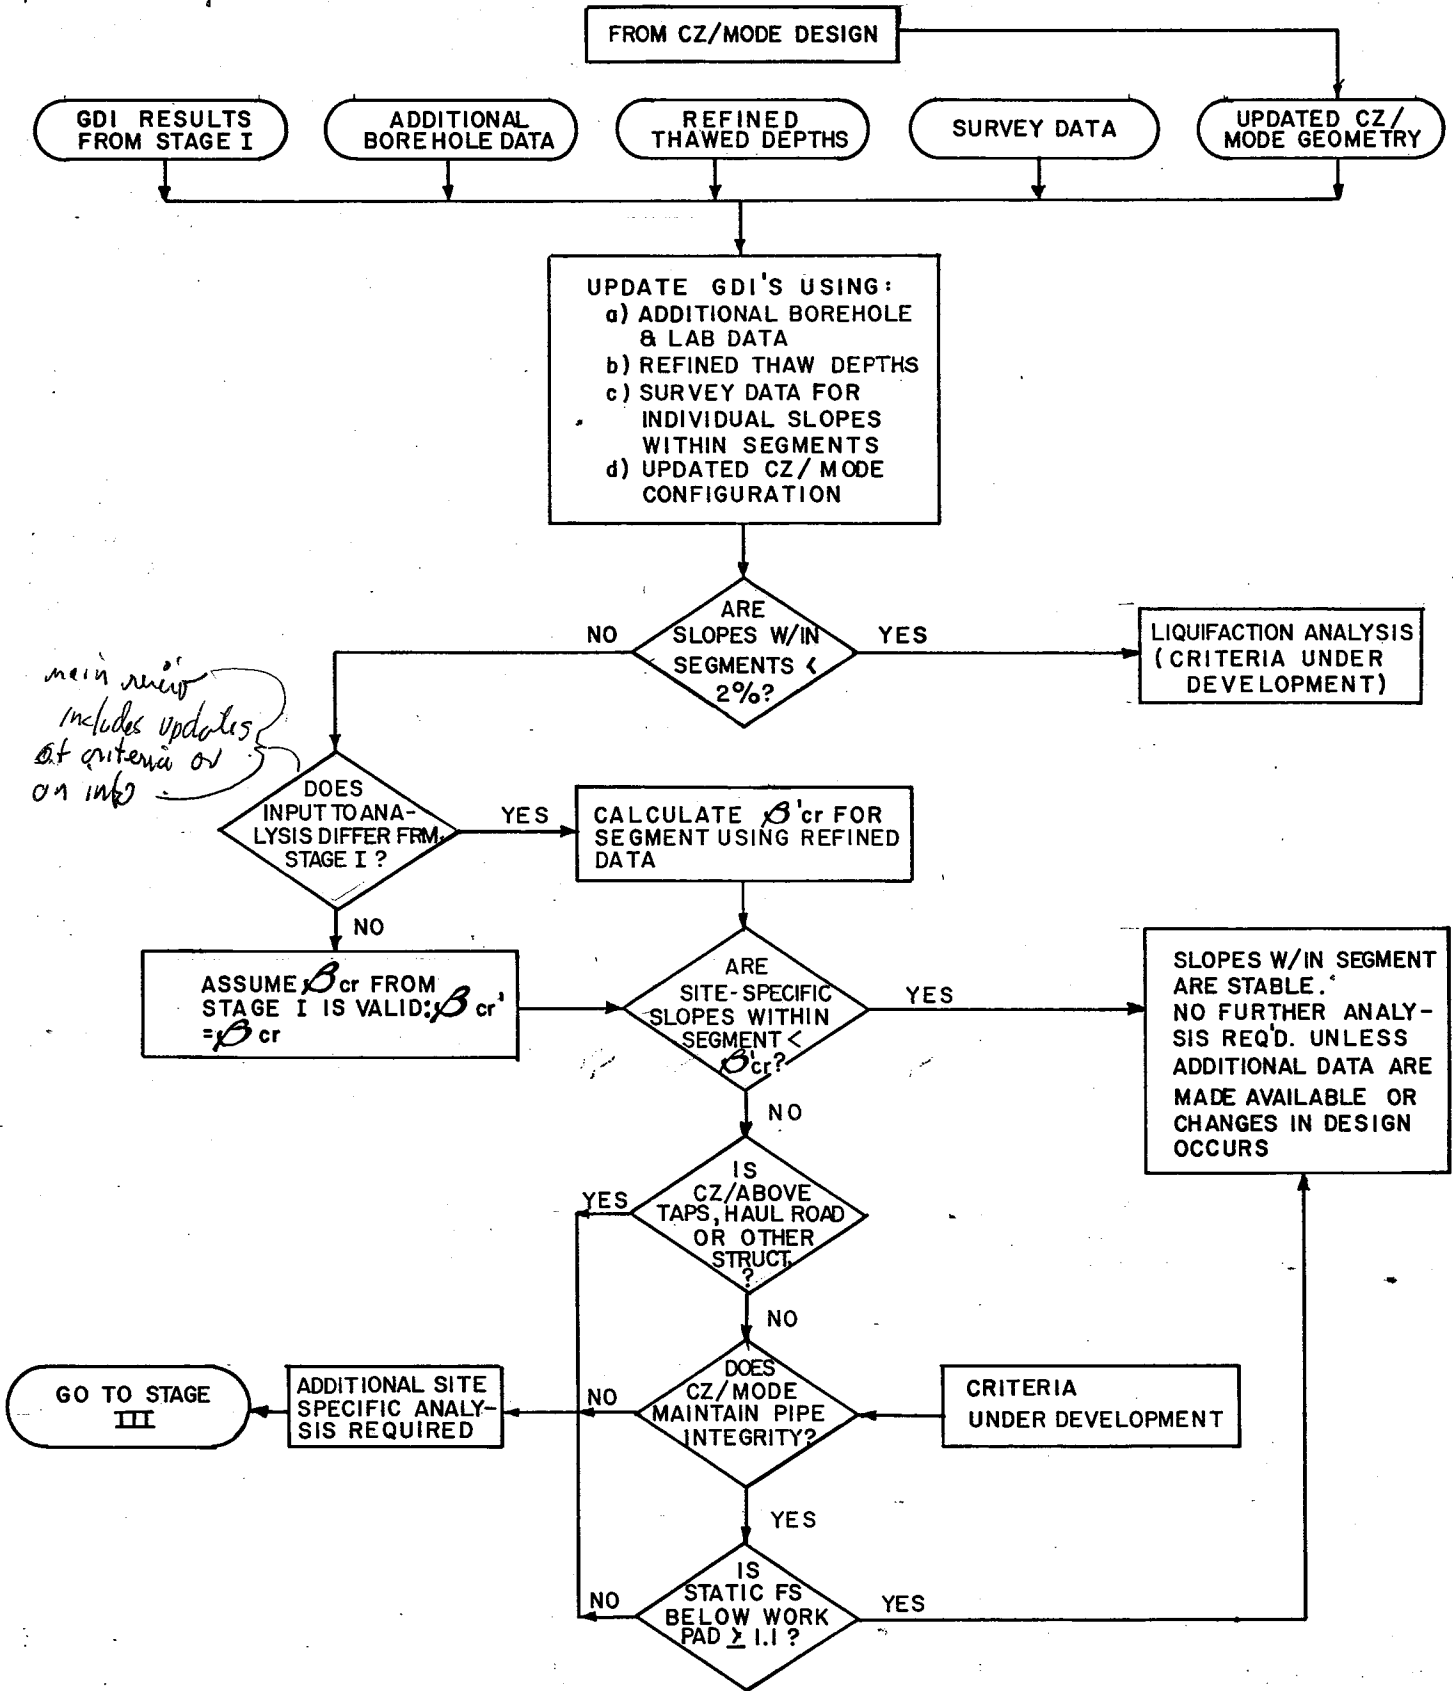 FROM CZ/MODE DESIGN
GDI RESULTS
FROM STAGE I
ADDITIONAL
BOREHOLE DATA
REFINED
THAWED DEPTHS
SURVEY DATA
UPDATED CZ/
MODE GEOMETRY
UPDATE GDI'S USING:
a) ADDITIONAL BOREHOLE
& LAB DATA
b) REFINED THAW DEPTHS
c) SURVEY DATA FOR
INDIVIDUAL SLOPES
WITHIN SEGMENTS
d) UPDATED CZ/MODE
CONFIGURATION
ARE
SLOPES W/IN
SEGMENTS <
2%?
NO
YES
LIQUIFACTION ANALYSIS
(CRITERIA UNDER
DEVELOPMENT)
main
includes updates
of criteria or
on info
DOES
INPUT TO ANA-
LYSIS DIFFER FRM.
STAGE I ?
YES
CALCULATE β'cr FOR
SEGMENT USING REFINED
DATA
NO
ASSUME βcr FROM
STAGE I IS VALID: βcr'
=βcr
ARE
SITE-SPECIFIC
SLOPES WITHIN
SEGMENT <
β'cr?
YES
SLOPES W/IN SEGMENT
ARE STABLE.
NO FURTHER ANALY-
SIS REQ'D. UNLESS
ADDITIONAL DATA ARE
MADE AVAILABLE OR
CHANGES IN DESIGN
OCCURS
NO
IS
CZ/ABOVE
TAPS, HAUL ROAD
OR OTHER
STRUCT.
?
YES
NO
DOES
CZ/MODE
MAINTAIN PIPE
INTEGRITY?
NO
CRITERIA
UNDER DEVELOPMENT
ADDITIONAL SITE
SPECIFIC ANALY-
SIS REQUIRED
GO TO STAGE
III
YES
IS
STATIC FS
BELOW WORK
PAD ≥ 1.1 ?
NO
YES